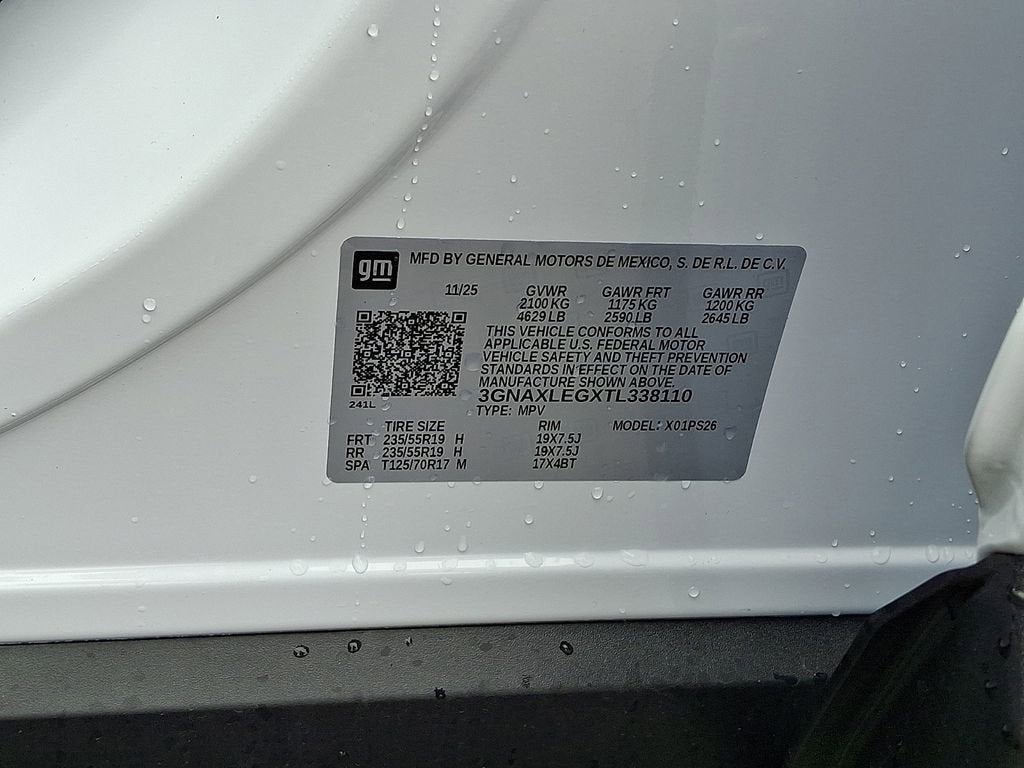 gm MFD BY GENERAL MOTORS DE MEXICO, S. DE R.L. DE C.V.
11/25 GVWR GAWR FRT GAWR RR
2100 KG 1175 KG 1200 KG
4629 LB 2590 LB 2645 LB
THIS VEHICLE CONFORMS TO ALL
APPLICABLE U.S. FEDERAL MOTOR
VEHICLE SAFETY AND THEFT PREVENTION
STANDARDS IN EFFECT ON THE DATE OF
MANUFACTURE SHOWN ABOVE.
3GNAXLEGXTL338110
241L
TYPE: MPV
TIRE SIZE RIM MODEL: X01PS26
FRT 235/55R19 H 19X7.5J
RR 235/55R19 H 19X7.5J
SPA T125/70R17 M 17X4BT